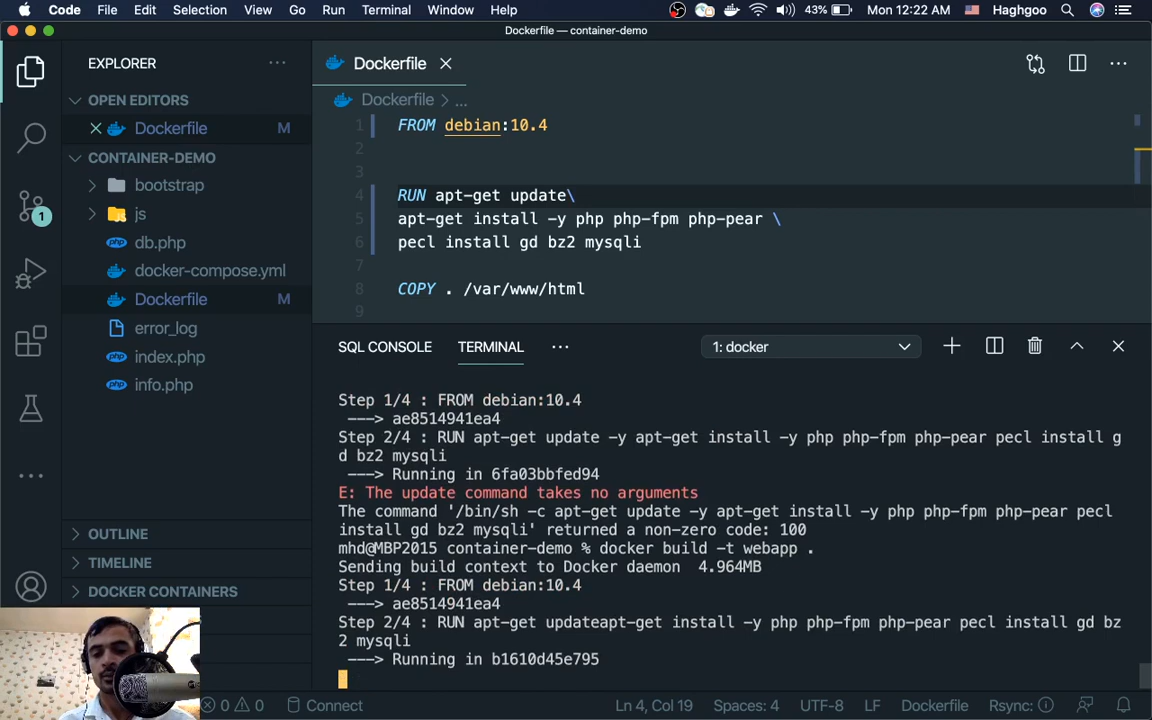 Code File Edit Selection View Go Run Terminal Window Help 43% Mon 12:22 AM Haghgoo
Dockerfile — container-demo
EXPLORER
OPEN EDITORS
Dockerfile M
CONTAINER-DEMO
bootstrap
js
db.php
docker-compose.yml
Dockerfile M
error_log
index.php
info.php
OUTLINE
TIMELINE
DOCKER CONTAINERS
1
Dockerfile
Dockerfile > ...
1 FROM debian:10.4
2
3
4 RUN apt-get update\
5 apt-get install -y php php-fpm php-pear \
6 pecl install gd bz2 mysqli
7
8 COPY . /var/www/html
9
SQL CONSOLE TERMINAL ... 1: docker
Step 1/4 : FROM debian:10.4
---> ae8514941ea4
Step 2/4 : RUN apt-get update -y apt-get install -y php php-fpm php-pear pecl install g
d bz2 mysqli
---> Running in 6fa03bbfed94
E: The update command takes no arguments
The command '/bin/sh -c apt-get update -y apt-get install -y php php-fpm php-pear pecl
install gd bz2 mysqli' returned a non-zero code: 100
mhd@MBP2015 container-demo % docker build -t webapp .
Sending build context to Docker daemon  4.964MB
Step 1/4 : FROM debian:10.4
---> ae8514941ea4
Step 2/4 : RUN apt-get updateapt-get install -y php php-fpm php-pear pecl install gd bz
2 mysqli
---> Running in b1610d45e795
0 0 Connect Ln 4, Col 19 Spaces: 4 UTF-8 LF Dockerfile Rsync: